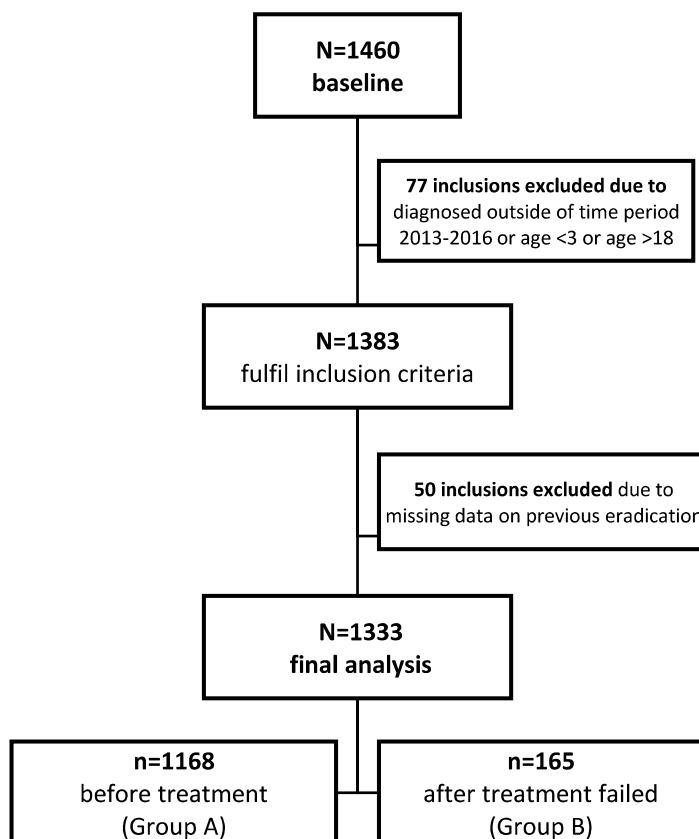 N=1460
baseline
77 inclusions excluded due to
diagnosed outside of time period
2013-2016 or age <3 or age >18
N=1383
fulfil inclusion criteria
50 inclusions excluded due to
missing data on previous eradication
N=1333
final analysis
n=1168
before treatment
(Group A)
n=165
after treatment failed
(Group B)